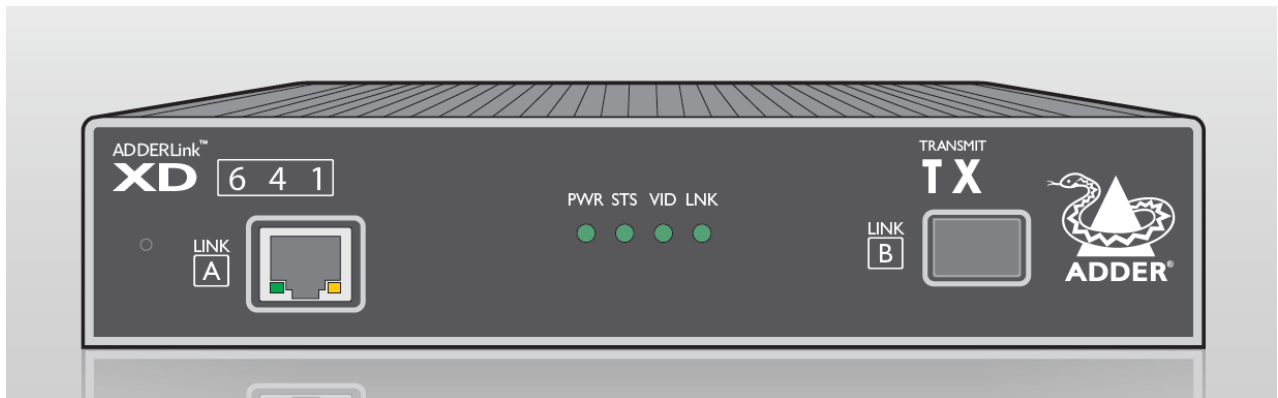 ADDERLink™
XD 6 4 1
LINK
A
PWR STS VID LNK
TRANSMIT
TX
LINK
B
ADDER®